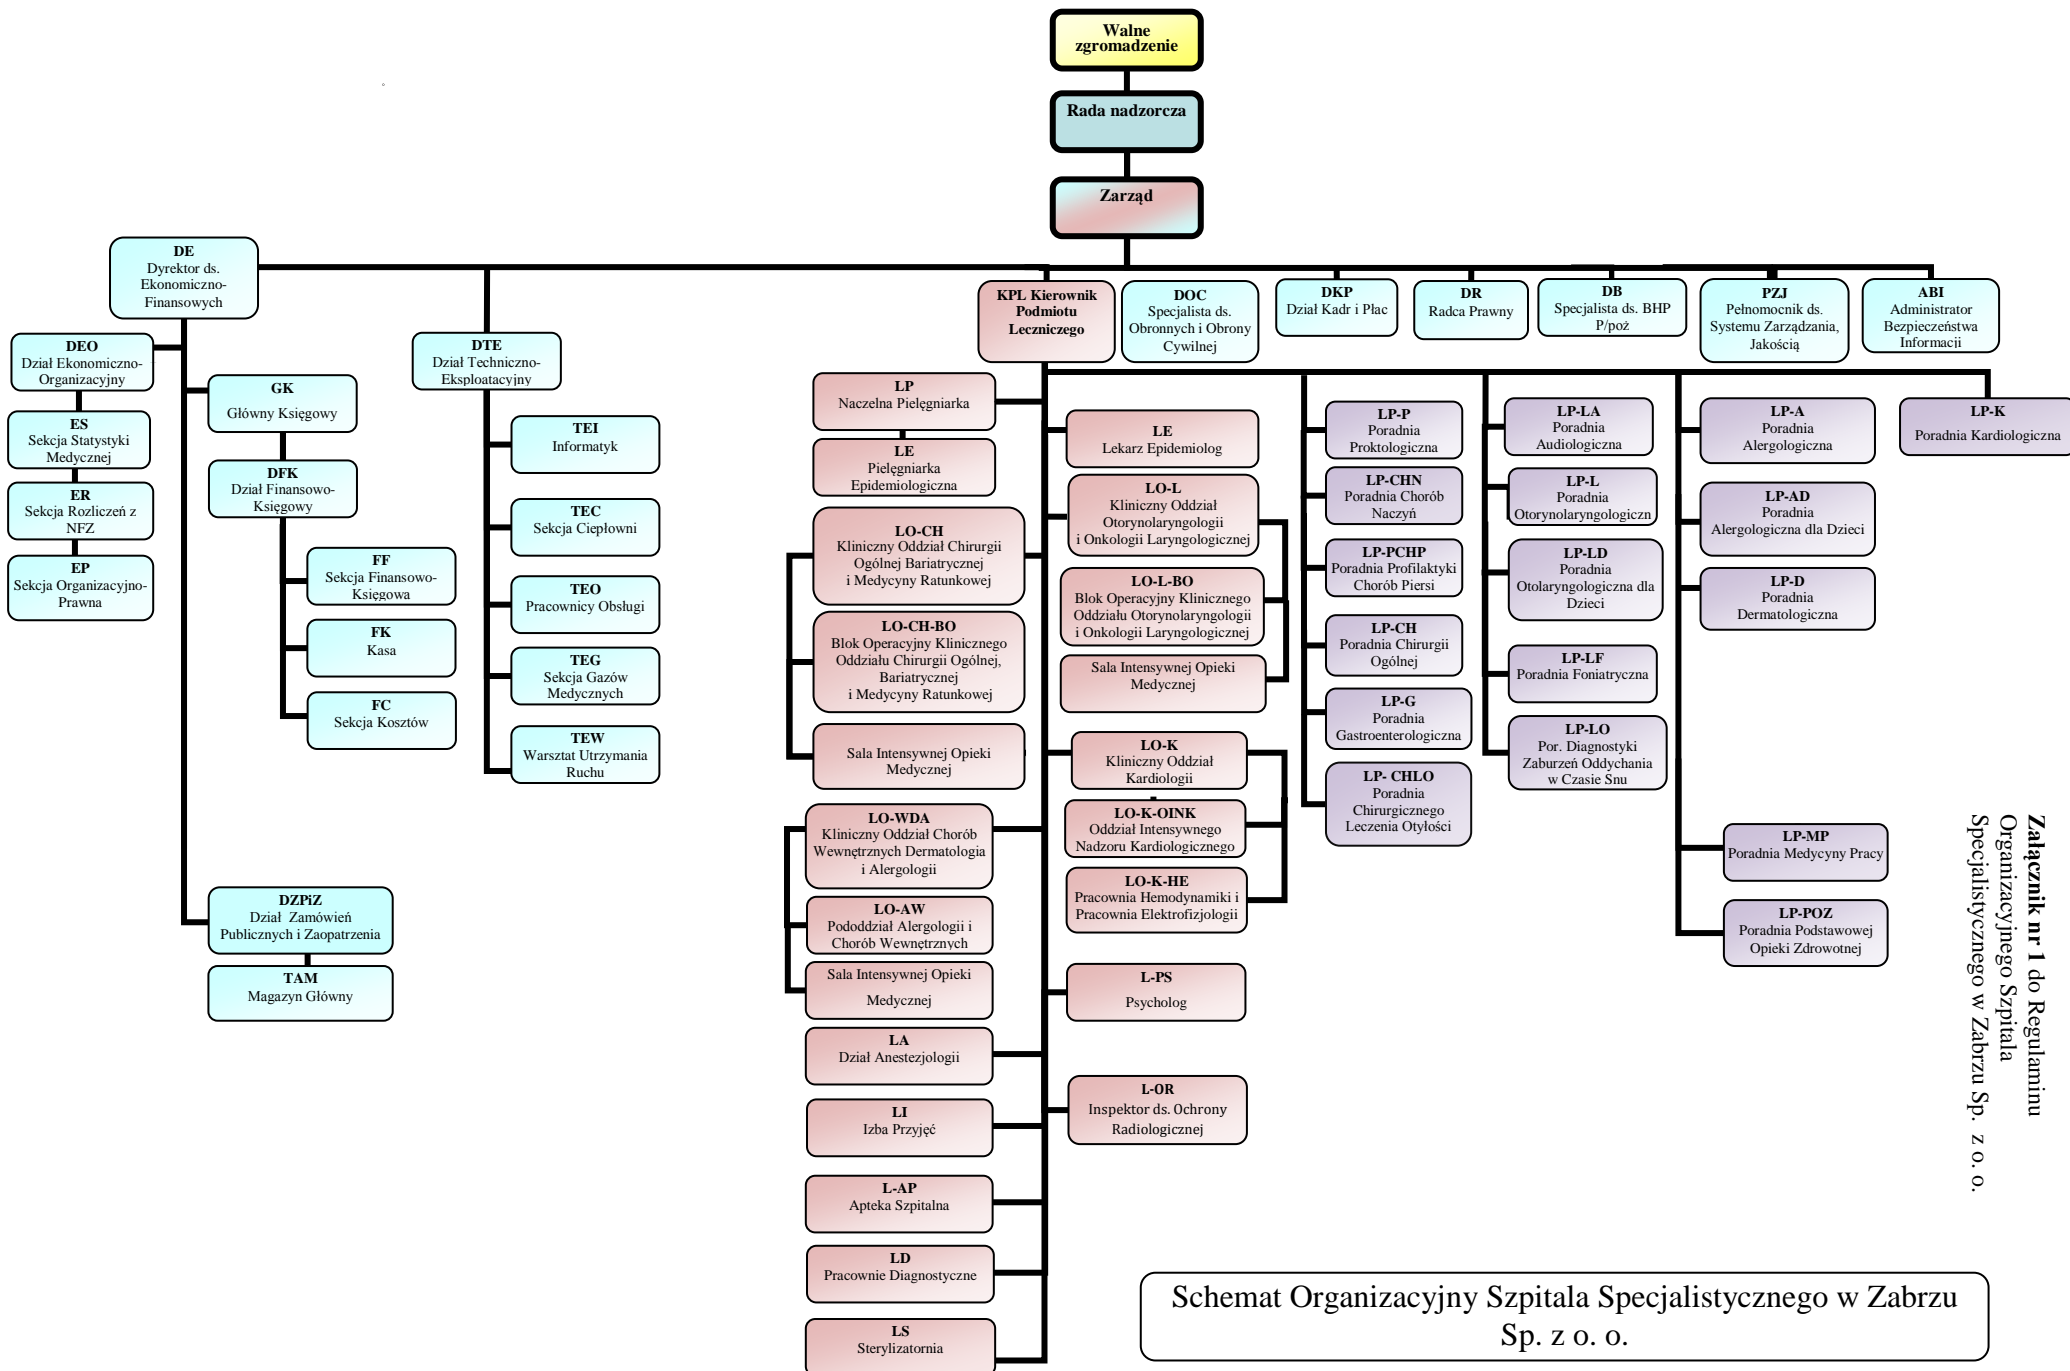 Walne
zgromadzenie
Rada nadzorcza
Zarząd
DE
Dyrektor ds.
Ekonomiczno-
Finansowych
KPL Kierownik
Podmiotu
Leczniczego
DOC
Specjalista ds.
Obronnych i Obrony
Cywilnej
DKP
Dział Kadr i Płac
DR
Radca Prawny
DB
Specjalista ds. BHP
P/poż
PZJ
Pełnomocnik ds.
Systemu Zarządzania,
Jakością
ABI
Administrator
Bezpieczeństwa
Informacji
DEO
Dział Ekonomiczno-
Organizacyjny
ES
Sekcja Statystyki
Medycznej
ER
Sekcja Rozliczeń z
NFZ
EP
Sekcja Organizacyjno-
Prawna
GK
Główny Księgowy
DFK
Dział Finansowo-
Księgowy
FF
Sekcja Finansowo-
Księgowa
FK
Kasa
FC
Sekcja Kosztów
DZPiZ
Dział Zamówień
Publicznych i Zaopatrzenia
TAM
Magazyn Główny
DTE
Dział Techniczno-
Eksploatacyjny
TEI
Informatyk
TEC
Sekcja Ciepłowni
TEO
Pracownicy Obsługi
TEG
Sekcja Gazów
Medycznych
TEW
Warsztat Utrzymania
Ruchu
LP
Naczelna Pielęgniarka
LE
Pielęgniarka
Epidemiologiczna
LO-CH
Kliniczny Oddział Chirurgii
Ogólnej Bariatrycznej
i Medycyny Ratunkowej
LO-CH-BO
Blok Operacyjny Klinicznego
Oddziału Chirurgii Ogólnej,
Bariatrycznej
i Medycyny Ratunkowej
Sala Intensywnej Opieki
Medycznej
LO-WDA
Kliniczny Oddział Chorób
Wewnętrznych Dermatologia
i Alergologii
LO-AW
Pododdział Alergologii i
Chorób Wewnętrznych
Sala Intensywnej Opieki
Medycznej
LA
Dział Anestezjologii
LI
Izba Przyjęć
L-AP
Apteka Szpitalna
LD
Pracownie Diagnostyczne
LS
Sterylizatornia
LE
Lekarz Epidemiolog
LO-L
Kliniczny Oddział
Otorynolaryngologii
i Onkologii Laryngologicznej
LO-L-BO
Blok Operacyjny Klinicznego
Oddziału Otorynolaryngologii
i Onkologii Laryngologicznej
Sala Intensywnej Opieki
Medycznej
LO-K
Kliniczny Oddział
Kardiologii
LO-K-OINK
Oddział Intensywnego
Nadzoru Kardiologicznego
LO-K-HE
Pracownia Hemodynamiki i
Pracownia Elektrofizjologii
L-PS
Psycholog
L-OR
Inspektor ds. Ochrony
Radiologicznej
LP-P
Poradnia
Proktologiczna
LP-CHN
Poradnia Chorób
Naczyń
LP-PCHP
Poradnia Profilaktyki
Chorób Piersi
LP-CH
Poradnia Chirurgii
Ogólnej
LP-G
Poradnia
Gastroenterologiczna
LP- CHLO
Poradnia
Chirurgicznego
Leczenia Otyłości
LP-LA
Poradnia
Audiologiczna
LP-L
Poradnia
Otorynolaryngologiczn
LP-LD
Poradnia
Otolaryngologiczna dla
Dzieci
LP-LF
Poradnia Foniatryczna
LP-LO
Por. Diagnostyki
Zaburzeń Oddychania
w Czasie Snu
LP-A
Poradnia
Alergologiczna
LP-AD
Poradnia
Alergologiczna dla Dzieci
LP-D
Poradnia
Dermatologiczna
LP-MP
Poradnia Medycyny Pracy
LP-POZ
Poradnia Podstawowej
Opieki Zdrowotnej
LP-K
Poradnia Kardiologiczna
Załącznik nr 1 do Regulaminu
Organizacyjnego Szpitala
Specjalistycznego w Zabrzu Sp. z o. o.
Schemat Organizacyjny Szpitala Specjalistycznego w Zabrzu
Sp. z o. o.